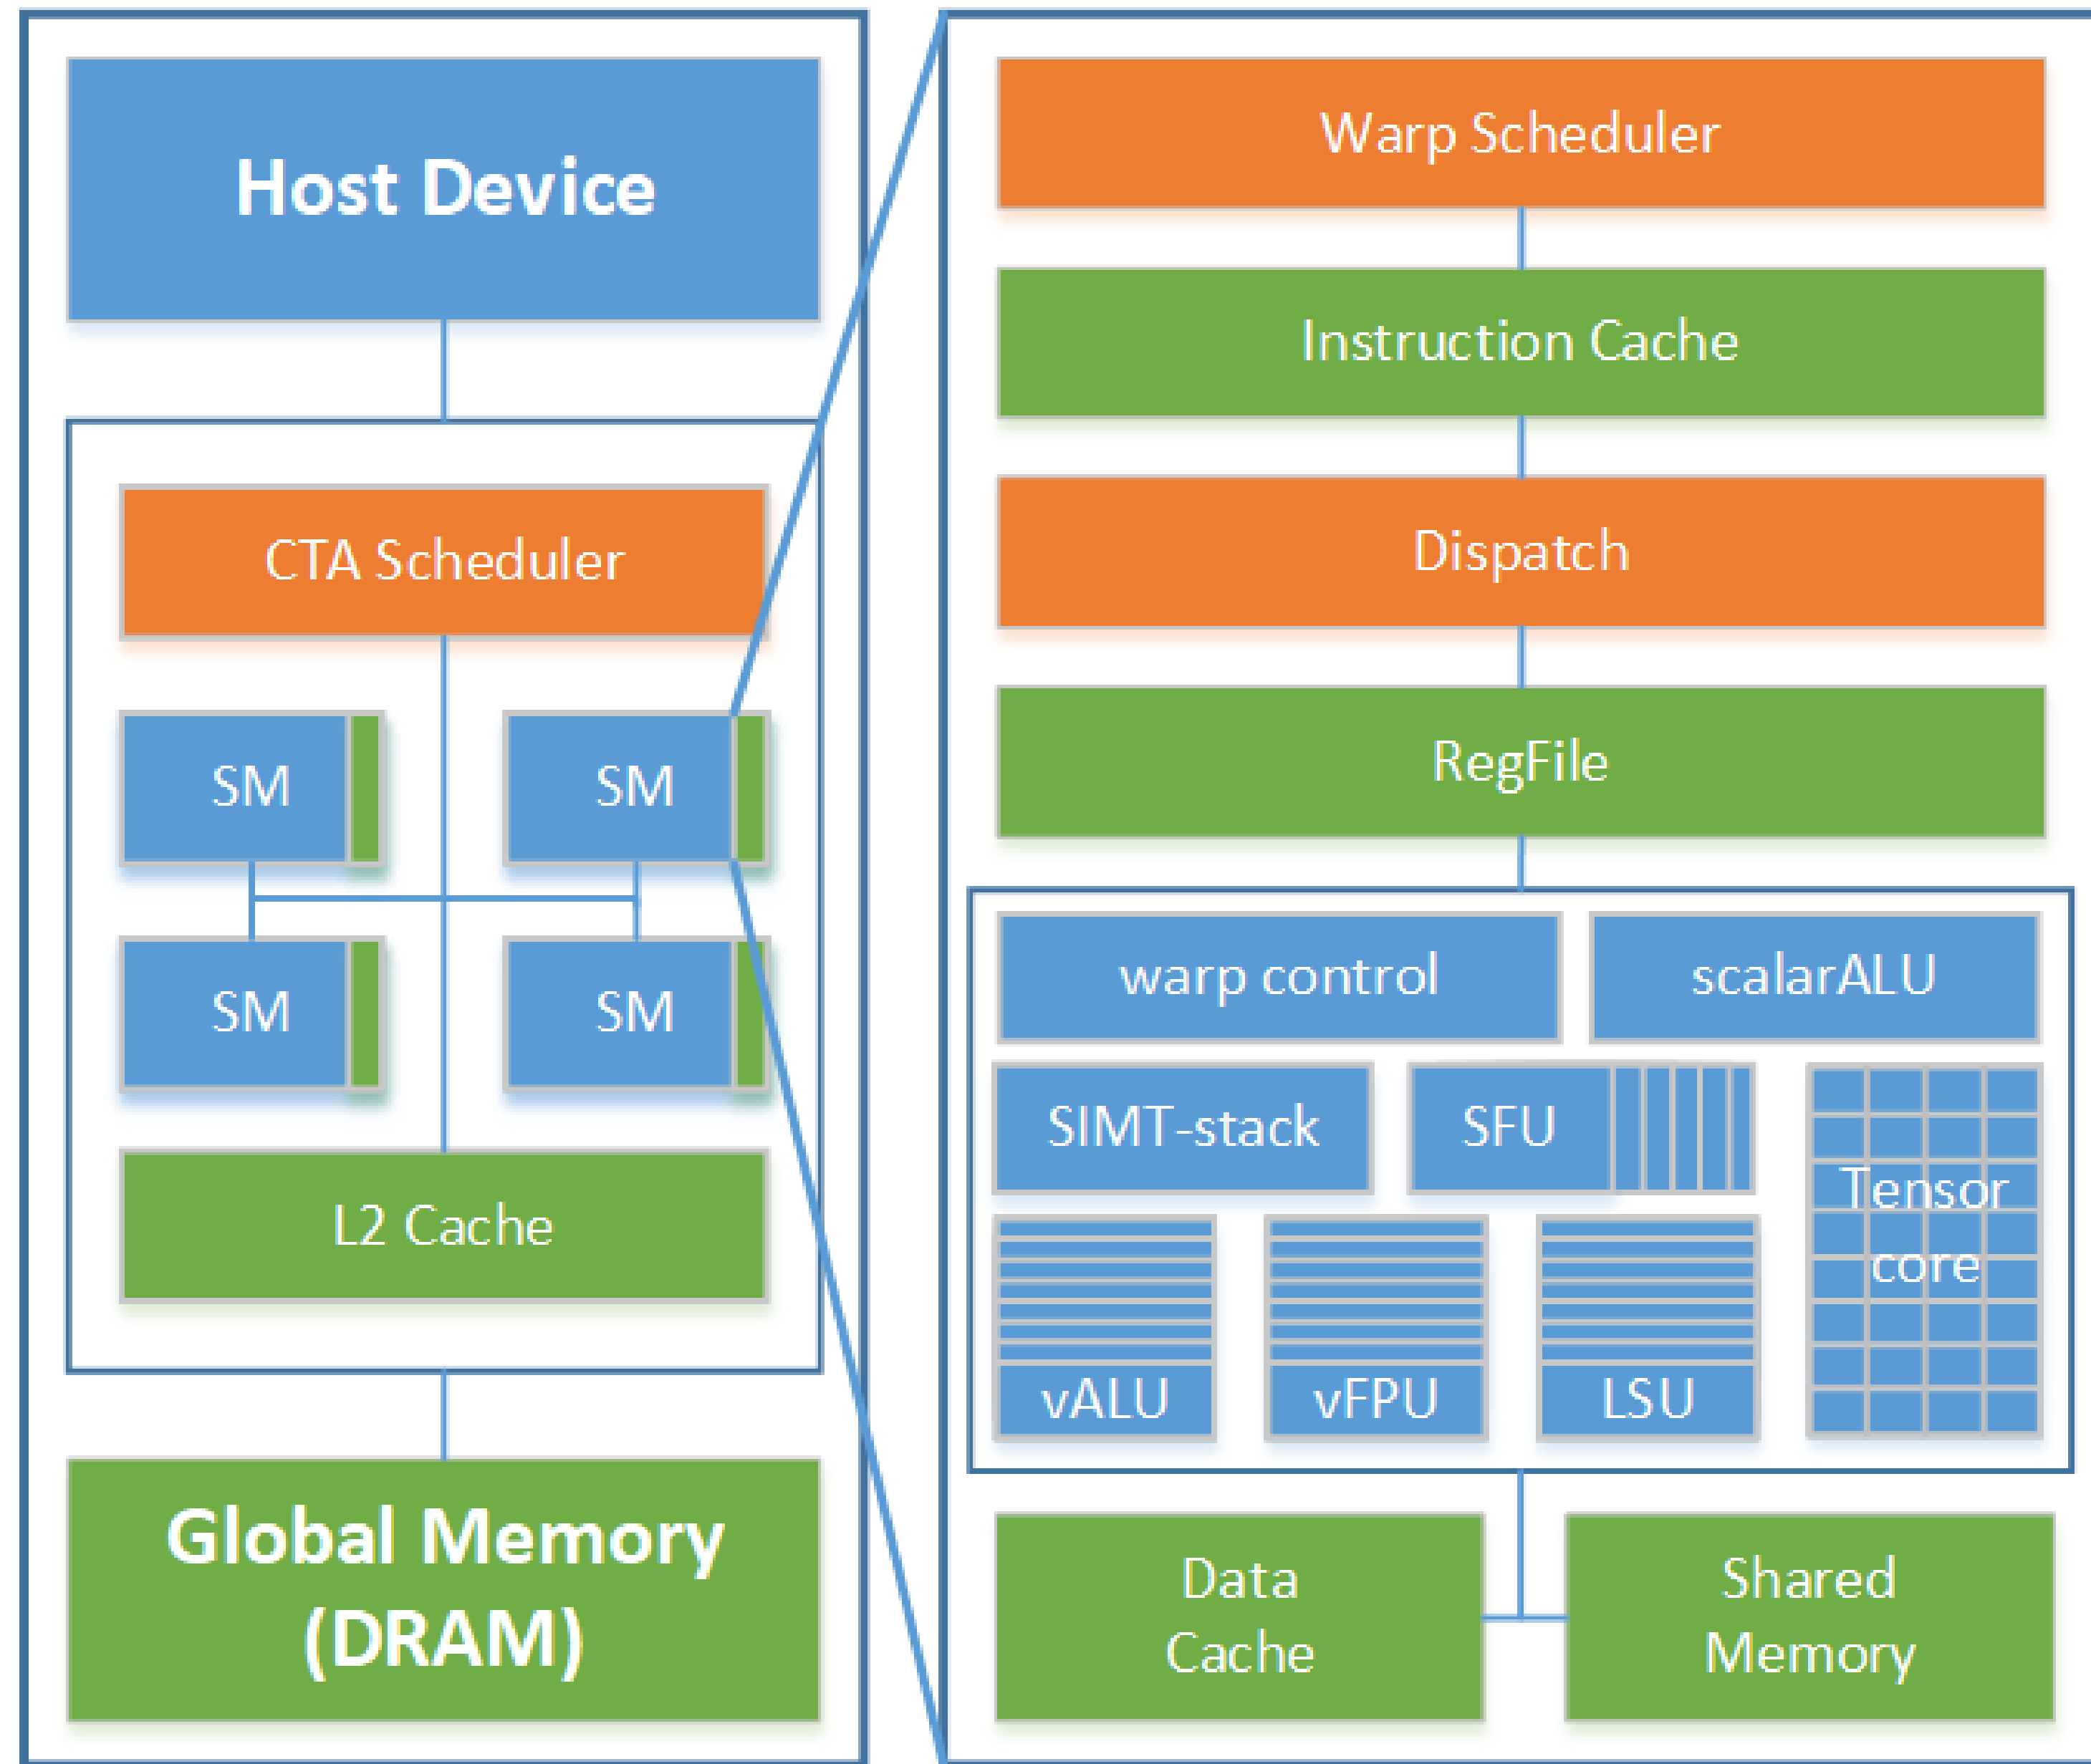 Host Device
CTA Scheduler
SM
SM
SM
SM
L2 Cache
Global Memory
(DRAM)
Warp Scheduler
Instruction Cache
Dispatch
RegFile
warp control
scalarALU
SIMT-stack
SFU
Tensor
core
vALU
vFPU
LSU
Data
Cache
Shared
Memory